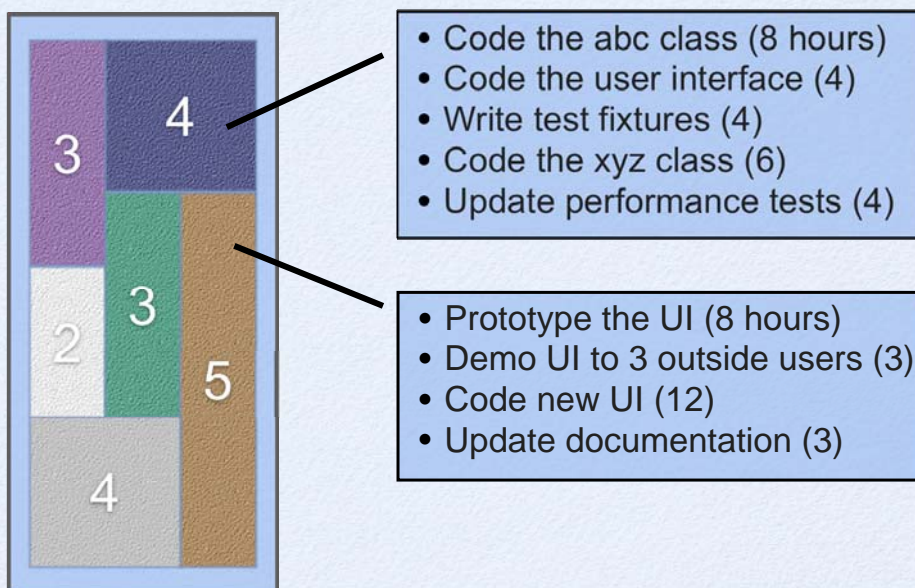 3
4
2
3
5
4
• Code the abc class (8 hours)
• Code the user interface (4)
• Write test fixtures (4)
• Code the xyz class (6)
• Update performance tests (4)
• Prototype the UI (8 hours)
• Demo UI to 3 outside users (3)
• Code new UI (12)
• Update documentation (3)